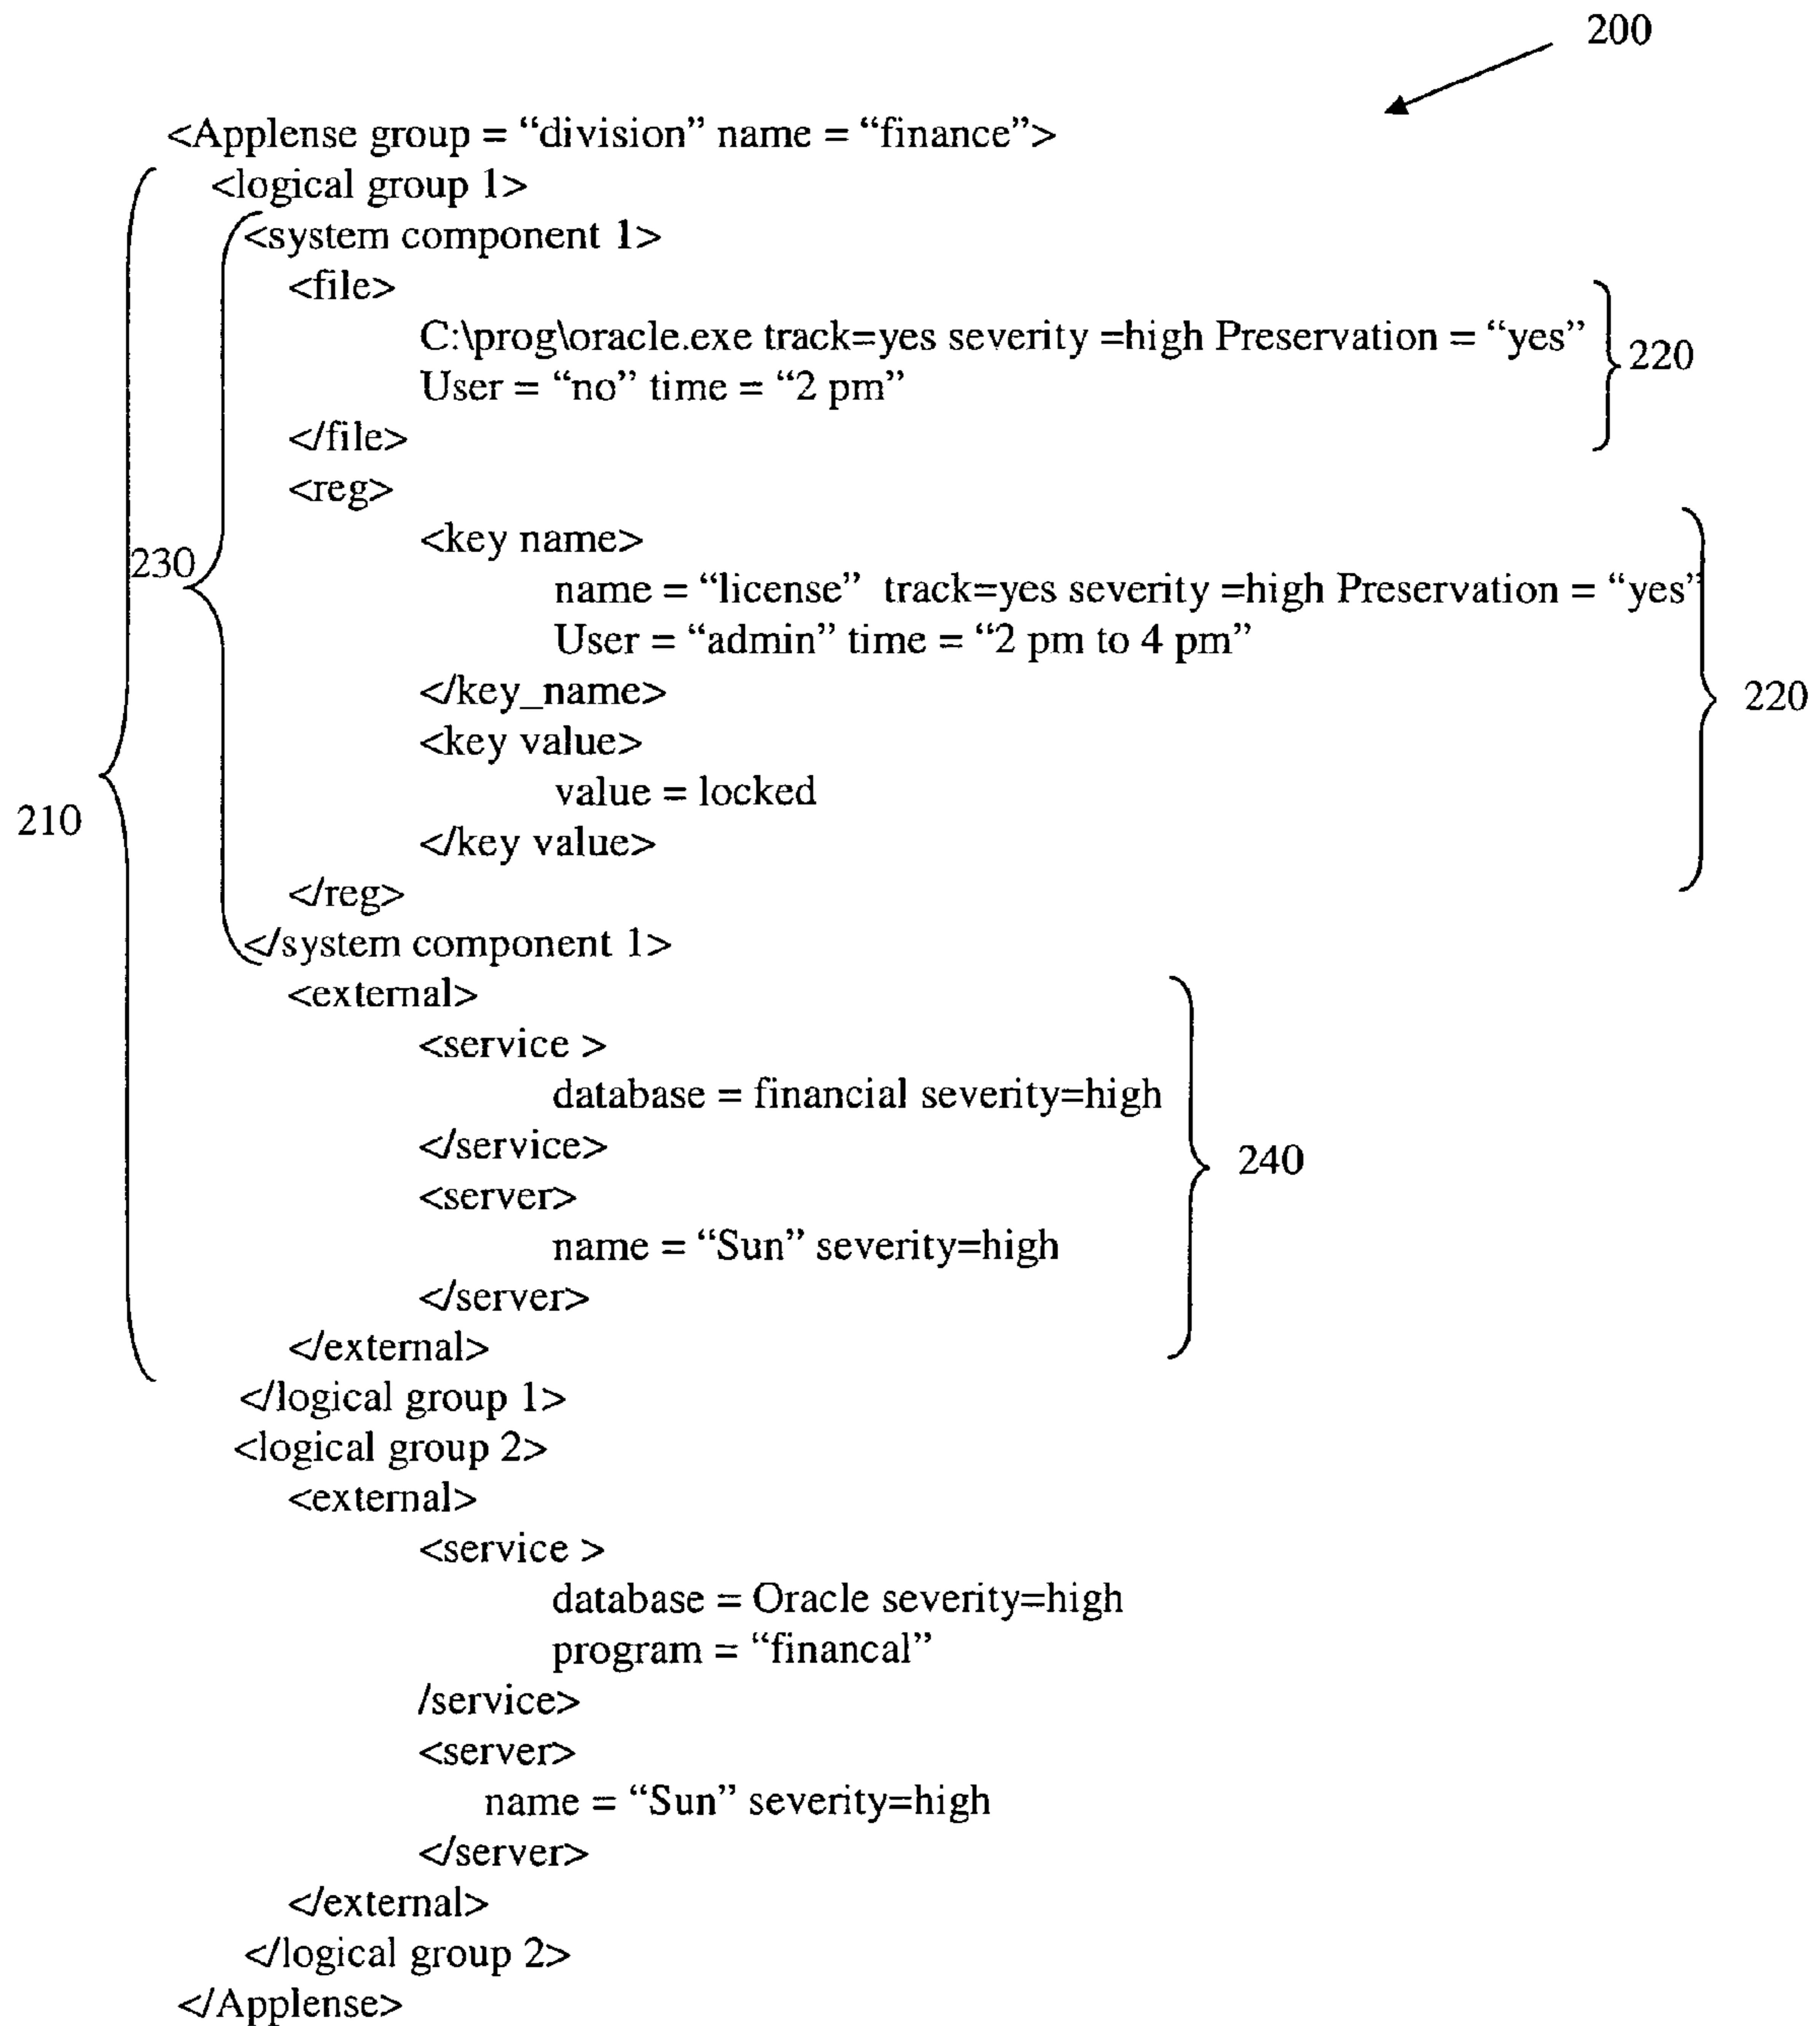 200
<Applense group = “division” name = “finance”>
<logical group 1>
<system component 1>
<file>
C:\prog\oracle.exe track=yes severity =high Preservation = “yes”
User = “no” time = “2 pm”
220
</file>
<reg>
<key name>
230
name = “license”  track=yes severity =high Preservation = “yes”
User = “admin” time = “2 pm to 4 pm”
</key_name>
220
<key value>
value = locked
210
</key value>
</reg>
</system component 1>
<external>
<service >
database = financial severity=high
</service>
240
<server>
name = “Sun” severity=high
</server>
</external>
</logical group 1>
<logical group 2>
<external>
<service >
database = Oracle severity=high
program = “financal”
/service>
<server>
name = “Sun” severity=high
</server>
</external>
</logical group 2>
</Applense>